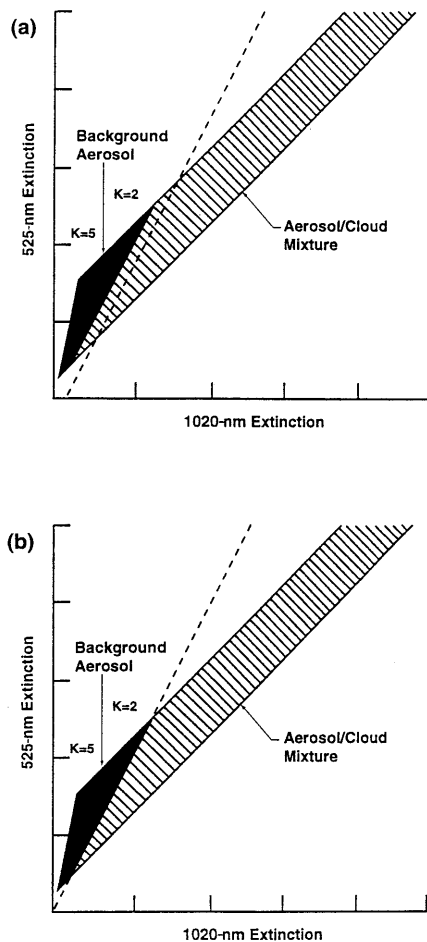 (a)
Background
Aerosol
K=2
K=5
525-nm Extinction
Aerosol/Cloud
Mixture
1020-nm Extinction
(b)
Background
Aerosol
K=2
K=5
525-nm Extinction
Aerosol/Cloud
Mixture
1020-nm Extinction